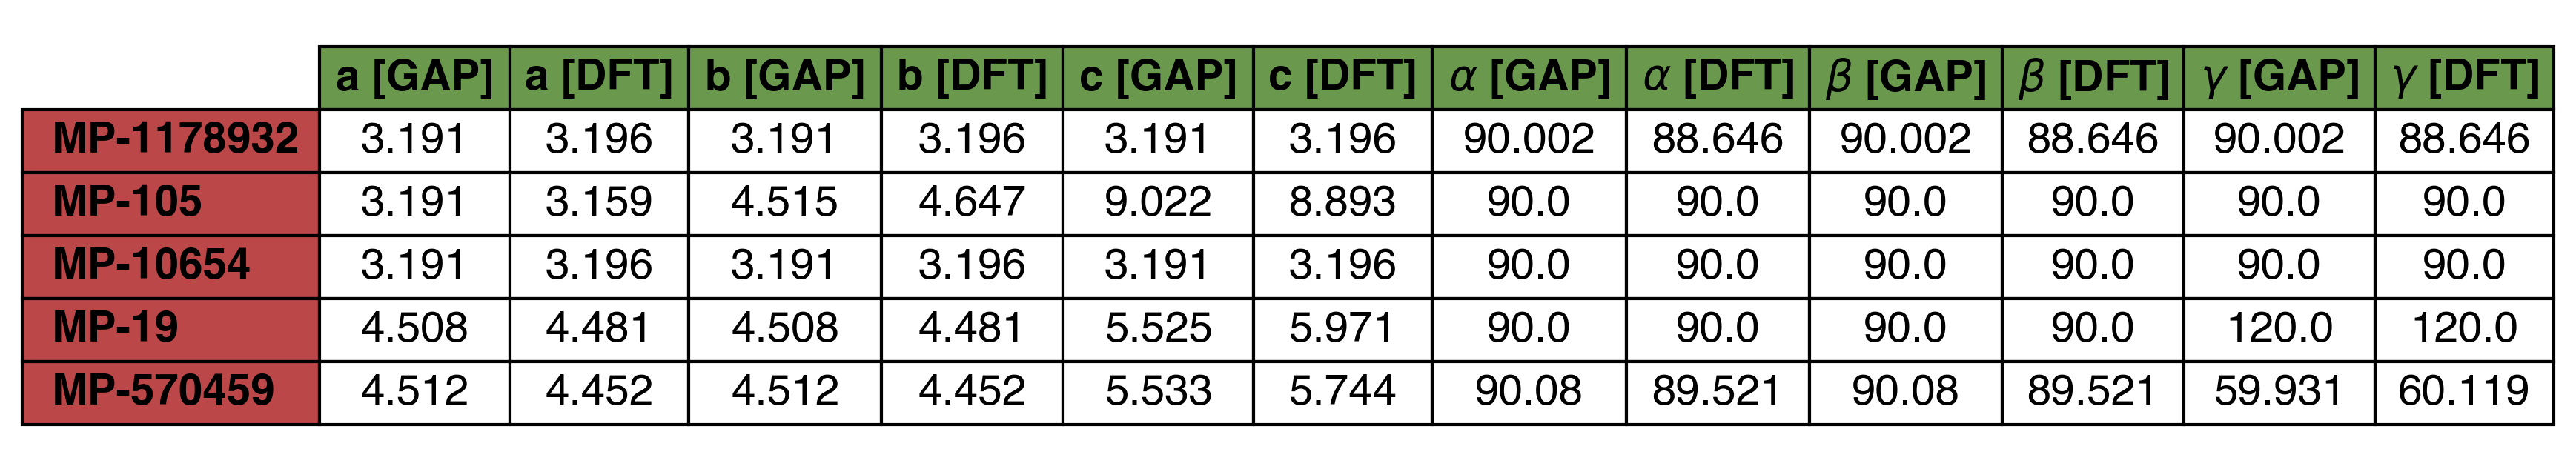 a [GAP] a [DFT] b [GAP] b [DFT] c [GAP] c [DFT] α [GAP] α [DFT] β [GAP] β [DFT] γ [GAP] γ [DFT]
MP-1178932 3.191 3.196 3.191 3.196 3.191 3.196 90.002 88.646 90.002 88.646 90.002 88.646
MP-105 3.191 3.159 4.515 4.647 9.022 8.893 90.0 90.0 90.0 90.0 90.0 90.0
MP-10654 3.191 3.196 3.191 3.196 3.191 3.196 90.0 90.0 90.0 90.0 90.0 90.0
MP-19 4.508 4.481 4.508 4.481 5.525 5.971 90.0 90.0 90.0 90.0 120.0 120.0
MP-570459 4.512 4.452 4.512 4.452 5.533 5.744 90.08 89.521 90.08 89.521 59.931 60.119